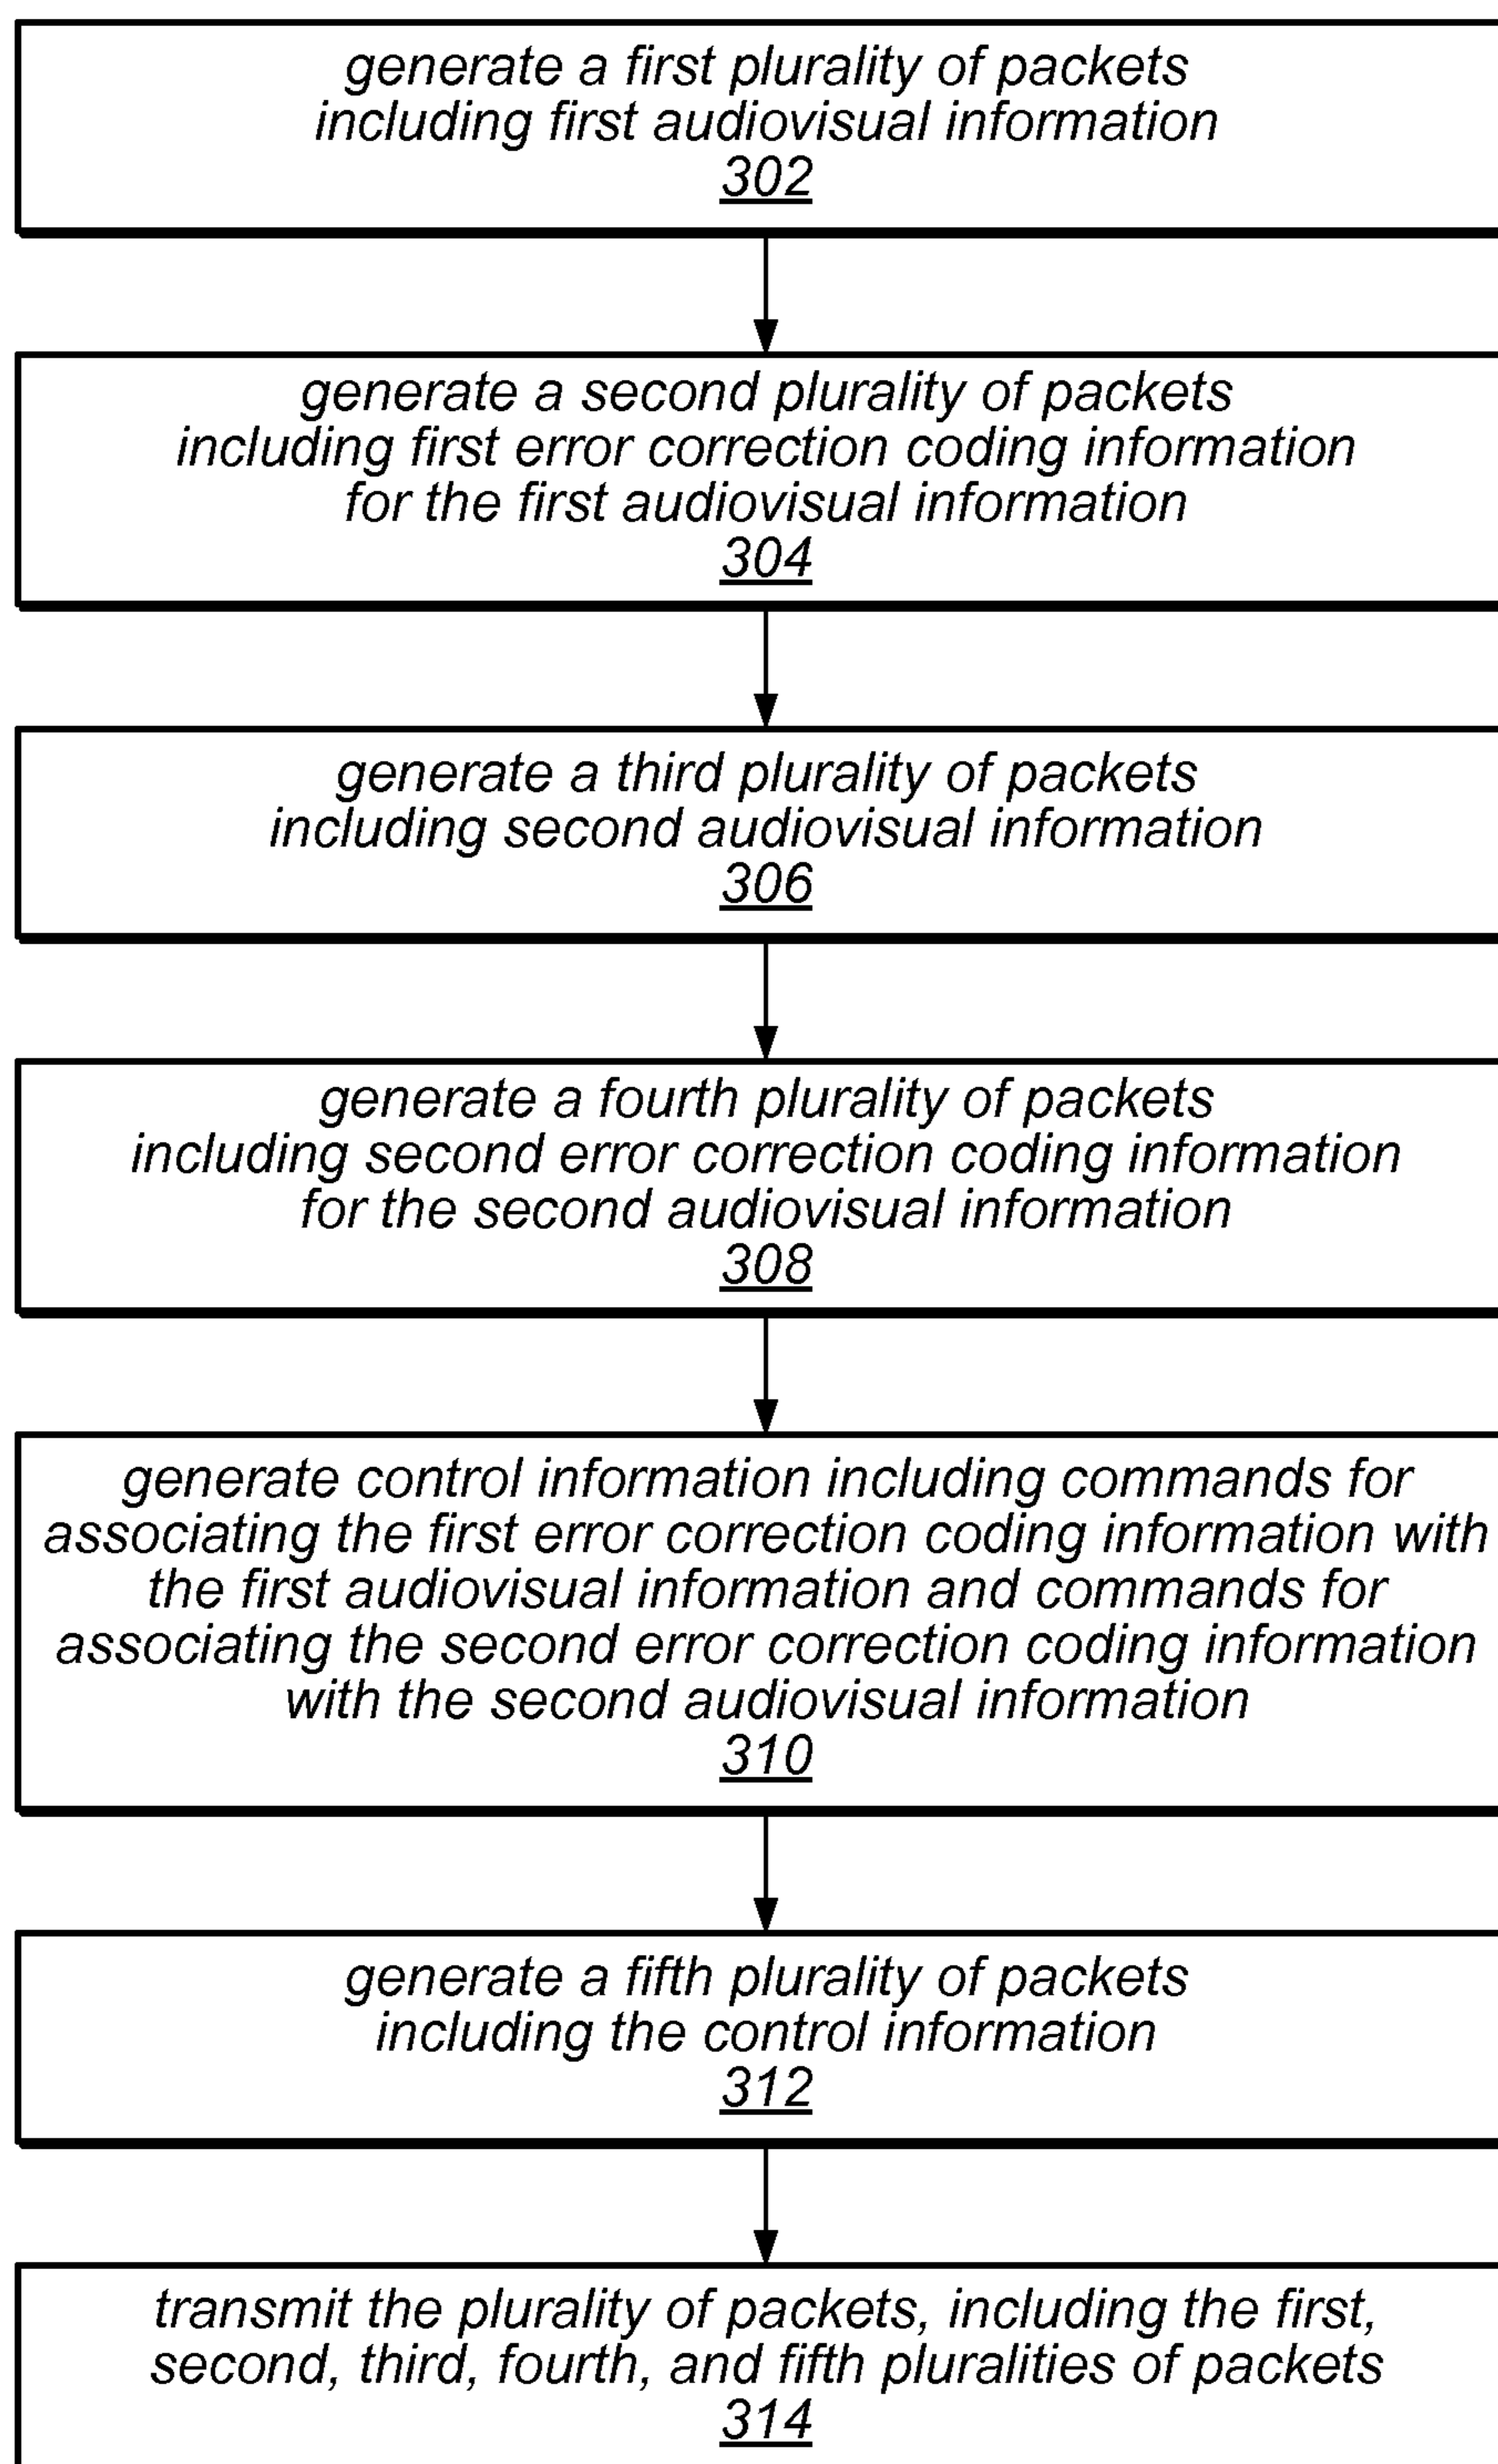 generate a first plurality of packets
including first audiovisual information
302
generate a second plurality of packets
including first error correction coding information
for the first audiovisual information
304
generate a third plurality of packets
including second audiovisual information
306
generate a fourth plurality of packets
including second error correction coding information
for the second audiovisual information
308
generate control information including commands for
associating the first error correction coding information with
the first audiovisual information and commands for
associating the second error correction coding information
with the second audiovisual information
310
generate a fifth plurality of packets
including the control information
312
transmit the plurality of packets, including the first,
second, third, fourth, and fifth pluralities of packets
314